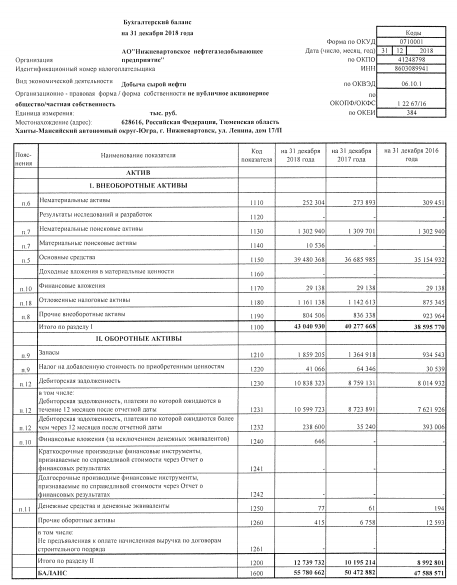 Бухгалтерский баланс
на 31 декабря 2018 года
Коды
Форма по ОКУД 0710001
Дата (число, месяц, год) 31 12 2018
АО"Нижневартовское нефтегазодобывающее
Организация предприятие" по ОКПО 41248798
Идентификационный номер налогоплательщика ИНН 8603089941
Вид экономической деятельности Добыча сырой нефти по ОКВЭД 06.10.1
Организационно - правовая форма / форма собственности не публичное акционерное по
общество/частная собственность ОКОПФ/ОКФС 1 22 67/16
Единица измерения: тыс. руб. по ОКЕИ 384
Местонахождение (адрес): 628616, Российская Федерация, Тюменская область
Ханты-Мансийский автономный округ-Югра, г. Нижневартовск, ул. Ленина, дом 17/П
Пояс-нения Наименование показателя Код показателя на 31 декабря 2018 года на 31 декабря 2017 года на 31 декабря 2016 года
АКТИВ
I. ВНЕОБОРОТНЫЕ АКТИВЫ
п.6 Нематериальные активы 1110 252 304 273 893 309 451
Результаты исследований и разработок 1120 - - -
п.7 Нематериальные поисковые активы 1130 1 302 940 1 309 701 1 302 940
п.7 Материальные поисковые активы 1140 10 536 - -
п.5 Основные средства 1150 39 480 368 36 685 985 35 154 932
Доходные вложения в материальные ценности 1160 - - -
п.10 Финансовые вложения 1170 29 138 29 138 29 138
п.18 Отложенные налоговые активы 1180 1 161 138 1 142 613 875 345
п.8 Прочие внеоборотные активы 1190 804 506 836 338 923 964
Итого по разделу I 1100 43 040 930 40 277 668 38 595 770
II. ОБОРОТНЫЕ АКТИВЫ
п.9 Запасы 1210 1 859 205 1 364 918 934 543
п.9 Налог на добавленную стоимость по приобретенным ценностям 1220 41 066 64 346 30 539
п.12 Дебиторская задолженность 1230 10 838 323 8 759 131 8 014 932
в том числе:
Дебиторская задолженность, платежи по которой ожидаются в
п.12 течение 12 месяцев после отчетной даты 1231 10 599 723 8 723 891 7 621 926
Дебиторская задолженность, платежи по которой ожидаются более
п.12 чем через 12 месяцев после отчетной даты 1232 238 600 35 240 393 006
п.10 Финансовые вложения (за исключением денежных эквивалентов) 1240 646 - -
Краткосрочные производные финансовые инструменты,
признаваемые по справедливой стоимости через Отчет о
финансовых результатах 1241 - - -
Долгосрочные производные финансовые инструменты,
признаваемые по справедливой стоимости через Отчет о
финансовых результатах 1242 - - -
п.11 Денежные средства и денежные эквиваленты 1250 77 61 194
Прочие оборотные активы 1260 415 6 758 12 593
в том числе:
Не предъявленная к оплате начисленная выручка по договорам
строительного подряда 1261 - - -
Итого по разделу II 1200 12 739 732 10 195 214 8 992 801
БАЛАНС 1600 55 780 662 50 472 882 47 588 571